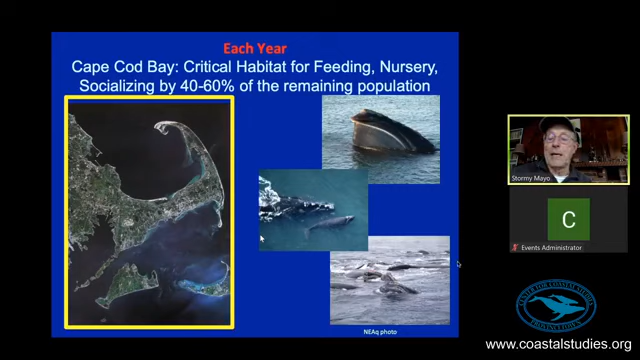 Each Year
Cape Cod Bay: Critical Habitat for Feeding, Nursery,
Socializing by 40-60% of the remaining population
NEAq photo
Stormy Mayo
C
Events Administrator
CENTER FOR COASTAL STUDIES
PROVINCETOWN
www.coastalstudies.org